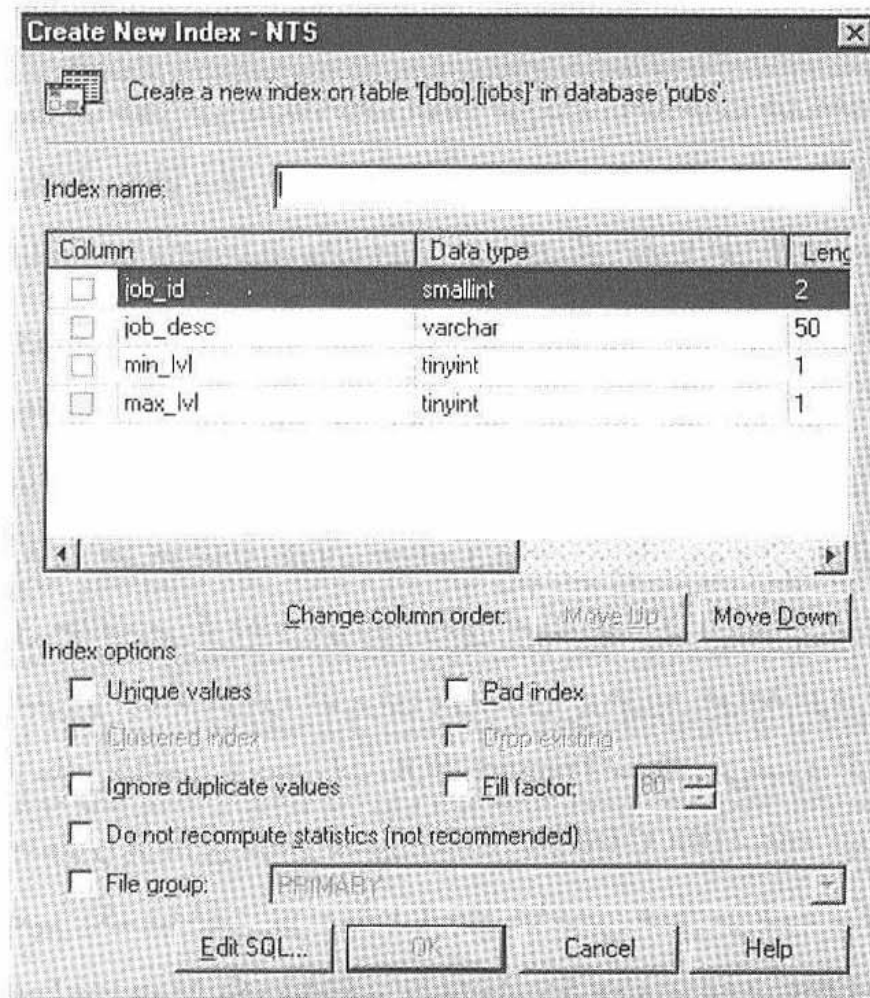 Create New Index - NTS
Create a new index on table '[dbo].[jobs]' in database 'pubs'.
Index name:
Column Data type Leng
job_id smallint 2
job_desc varchar 50
min_lvl tinyint 1
max_lvl tinyint 1
Change column order: Move Up Move Down
Index options
Unique values Pad index
Clustered index Drop existing
Ignore duplicate values Fill factor: 80
Do not recompute statistics (not recommended)
File group: PRIMARY
Edit SQL... OK Cancel Help